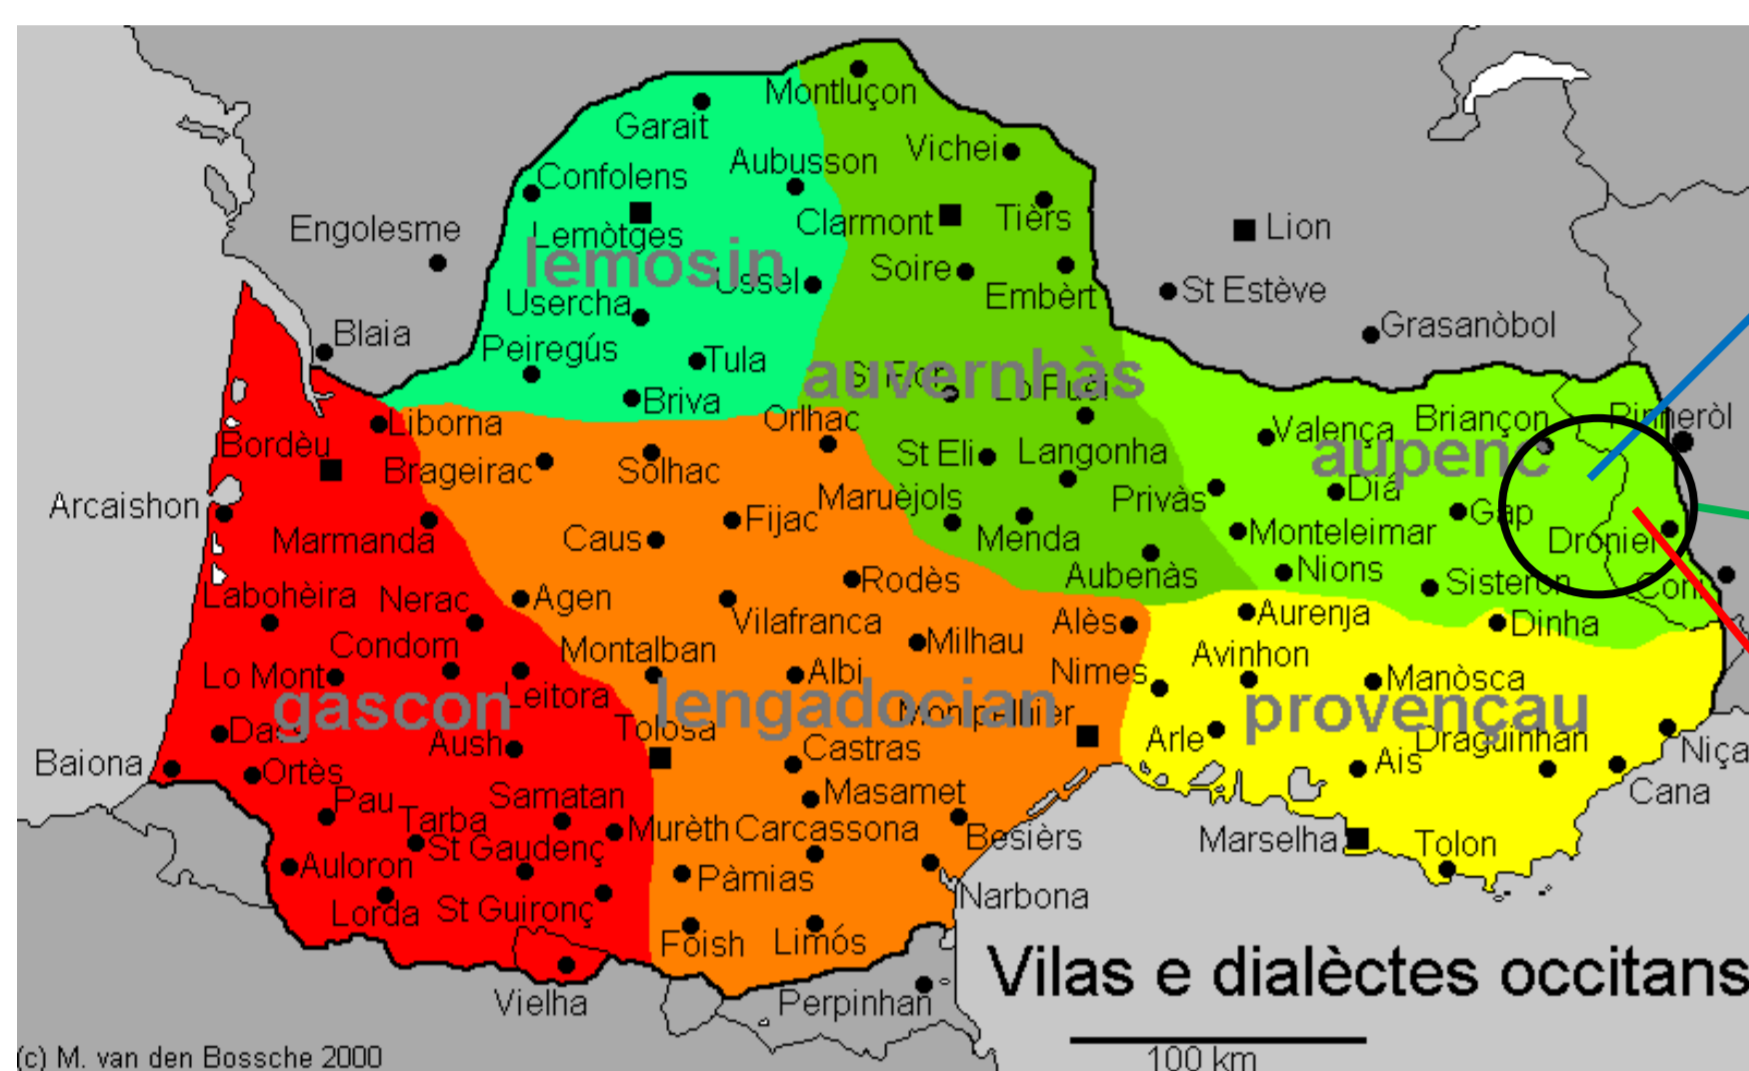 Montluçon
Garait
Vichei
Aubusson
Confolens
Clarmont
Tièrs
Engolesme
Lion
Lemòtges
lemosin
Ussel
Soire
Embèrt
St Estève
Usercha
Blaia
Grasanòbol
Peiregús
Tula
auvernhàs
Briva
Orlhac
Liborna
Valença
Briançon
Bordèu
Brageirac
Sólhac
St Eli
Langonha
aupenc
Arcaishon
Maruèjols
Privàs
Diá
Gap
Marmanda
Caus
Fijac
Menda
Monteleimar
Dronier
Aubenàs
Nions
Sisteron
Labohèira
Nerac
Agen
Rodès
Vilafranca
Alès
Aurenja
Dinha
Condom
Montalban
Milhau
Avinhon
Lo Mont
Leitora
Albi
Nimes
Manòsca
gascon
lengadocian
provençau
Aush
Tolosa
Montpelhièr
Castras
Arle
Draguinhan
Niça
Baiona
Ortès
Ais
Cana
Pau
Samatan
Masamet
Tarba
Murèth
Carcassona
Besièrs
Marselha
Tolon
St Gaudenç
Auloron
Pàmias
Narbona
Lorda
St Guironç
Foish
Limós
Vilas e dialèctes occitans
Vielha
Perpinhan
(c) M. van den Bossche 2000
100 km